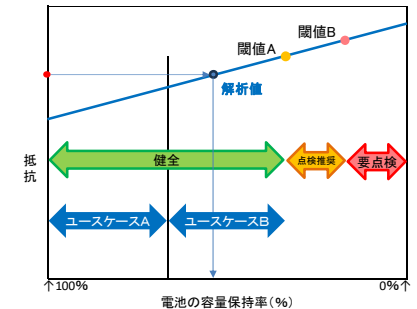 閾値B
閾値A
解析値
抵
抗
健全
点検推奨
要点検
ユースケースA
ユースケースB
↑100%
0%↑
電池の容量保持率(%)